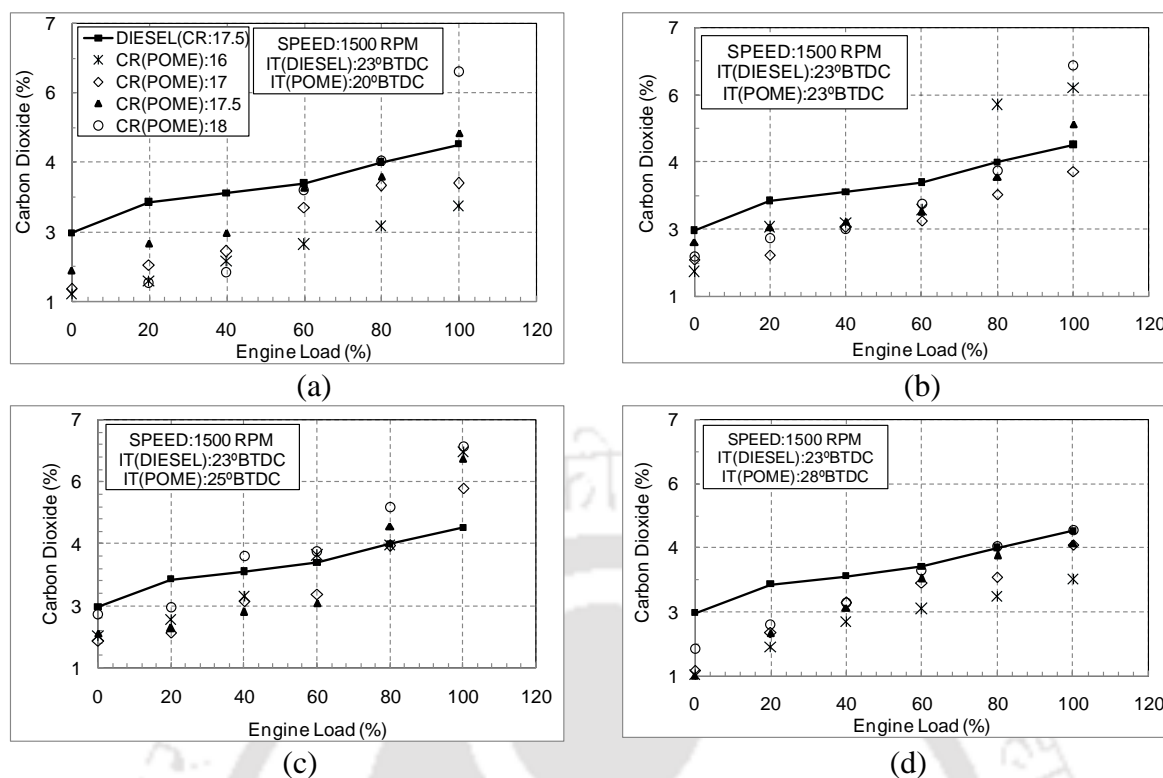 7
6
4
3
1
Carbon Dioxide (%)
DIESEL(CR:17.5)
CR(POME):16
CR(POME):17
CR(POME):17.5
CR(POME):18
SPEED:1500 RPM
IT(DIESEL):23ºBTDC
IT(POME):20ºBTDC
0 20 40 60 80 100 120
Engine Load (%)
(a)
7
6
4
3
1
Carbon Dioxide (%)
SPEED:1500 RPM
IT(DIESEL):23ºBTDC
IT(POME):23ºBTDC
0 20 40 60 80 100 120
Engine Load (%)
(b)
7
6
4
3
1
Carbon Dioxide (%)
SPEED:1500 RPM
IT(DIESEL):23ºBTDC
IT(POME):25ºBTDC
0 20 40 60 80 100 120
Engine Load (%)
(c)
7
6
4
3
1
Carbon Dioxide (%)
SPEED:1500 RPM
IT(DIESEL):23ºBTDC
IT(POME):28ºBTDC
0 20 40 60 80 100 120
Engine Load (%)
(d)